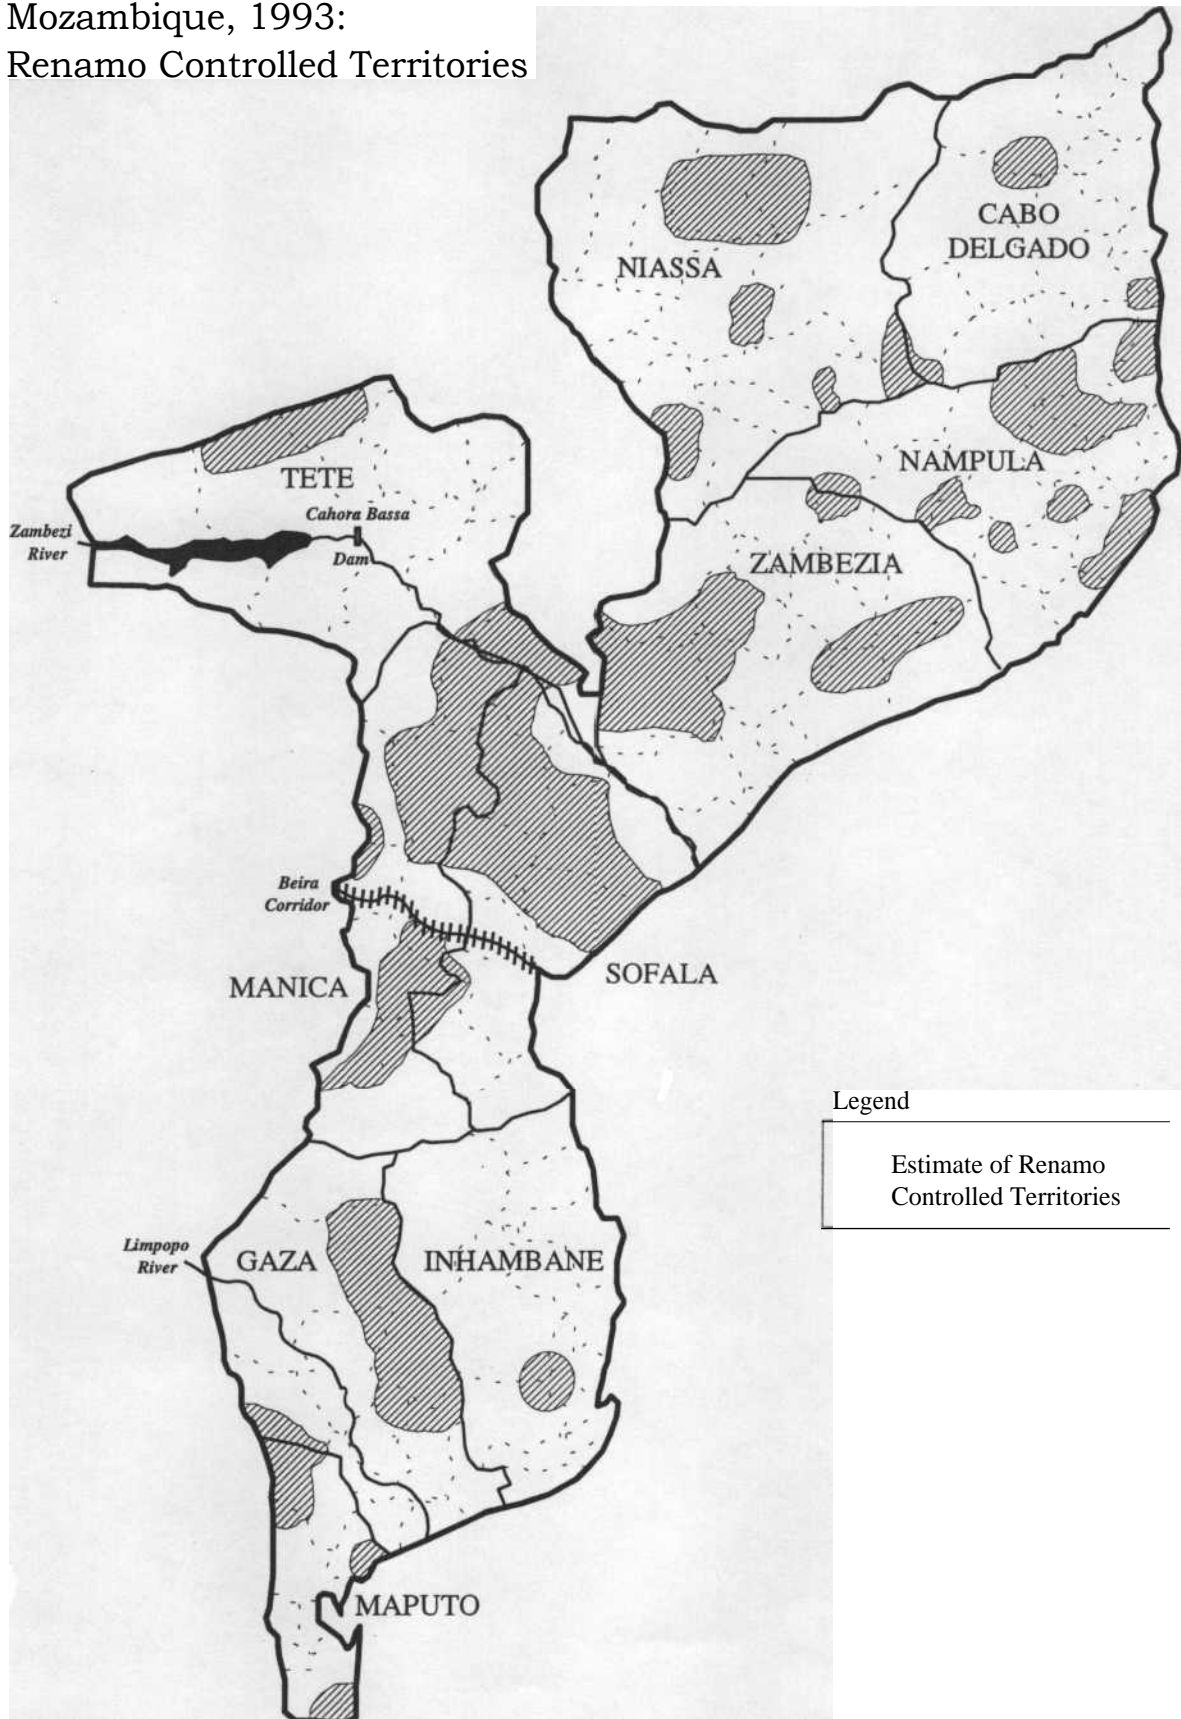 Mozambique, 1993:
Renamo Controlled Territories
CABO
DELGADO
NIASSA
NAMPULA
TETE
Cahora Bassa
Zambezi
River
Dam
ZAMBEZIA
Beira
Corridor
MANICA
SOFALA
Legend
Estimate of Renamo
Controlled Territories
Limpopo
River
GAZA
INHAMBANE
MAPUTO